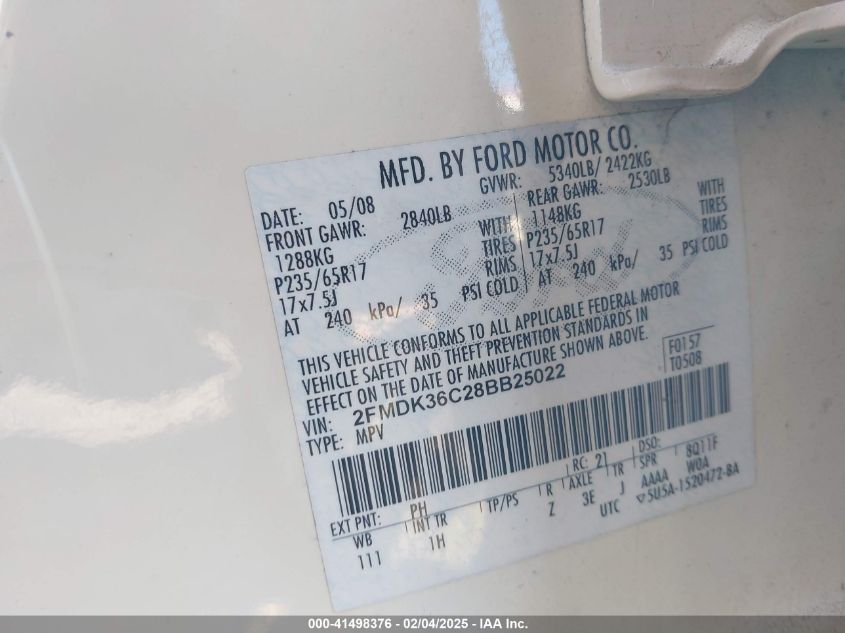 MFD. BY FORD MOTOR CO.
DATE: 05/08 GVWR: 5340LB/ 2422KG
FRONT GAWR: 2840LB REAR GAWR: 2530LB
1288KG WITH 1148KG WITH
P235/65R17 TIRES P235/65R17 TIRES
17x7.5J RIMS 17x7.5J RIMS
AT 240 kPa/ 35 PSI COLD AT 240 kPa/ 35 PSI COLD
THIS VEHICLE CONFORMS TO ALL APPLICABLE FEDERAL MOTOR
VEHICLE SAFETY AND THEFT PREVENTION STANDARDS IN
EFFECT ON THE DATE OF MANUFACTURE SHOWN ABOVE.
VIN: 2FMDK36C28BB25022 F0157
TYPE: MPV T0508
EXT PNT: PH RC: 21 DSO:
WB INT TR TP/PS R AXLE TR SPR 8Q11F
111 1H Z 3E J AAAA W0A
UTC ▽5U5A-1520472-BA
000-41498376 - 02/04/2025 - IAA Inc.